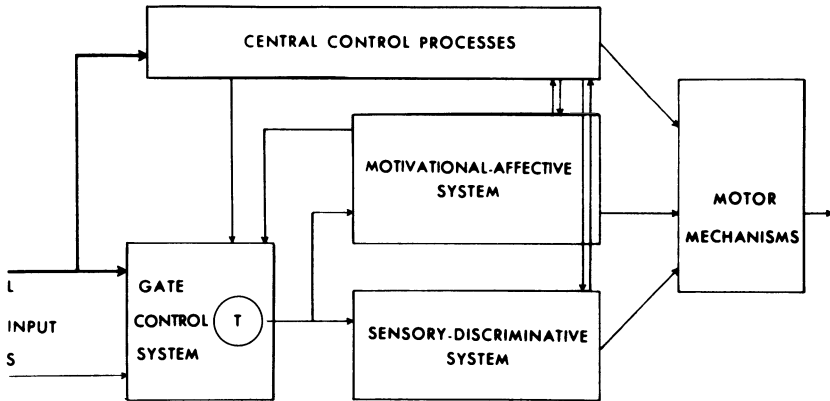 CENTRAL CONTROL PROCESSES
MOTIVATIONAL-AFFECTIVE
SYSTEM
MOTOR
MECHANISMS
L
INPUT
S
GATE
CONTROL
SYSTEM
T
SENSORY-DISCRIMINATIVE
SYSTEM